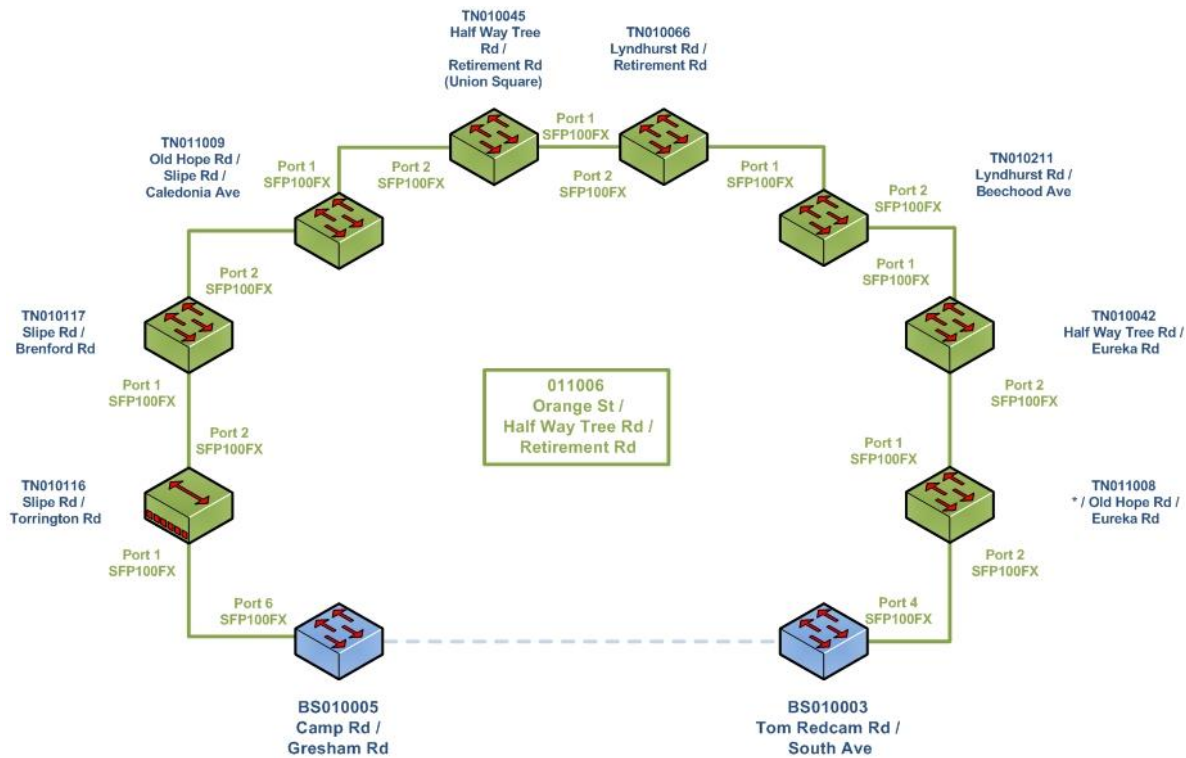 TN010045
Half Way Tree
Rd /
Retirement Rd
(Union Square)
TN010066
Lyndhurst Rd /
Retirement Rd
TN011009
Old Hope Rd /
Slipe Rd /
Caledonia Ave
Port 1
SFP100FX
Port 2
SFP100FX
Port 1
SFP100FX
Port 2
SFP100FX
Port 1
SFP100FX
TN010211
Lyndhurst Rd /
Beechood Ave
Port 2
SFP100FX
Port 1
SFP100FX
Port 2
SFP100FX
TN010117
Slipe Rd /
Brenford Rd
TN010042
Half Way Tree Rd /
Eureka Rd
Port 1
SFP100FX
Port 2
SFP100FX
011006
Orange St /
Half Way Tree Rd /
Retirement Rd
Port 2
SFP100FX
Port 1
SFP100FX
TN010116
Slipe Rd /
Torrington Rd
TN011008
* / Old Hope Rd /
Eureka Rd
Port 1
SFP100FX
Port 2
SFP100FX
Port 6
SFP100FX
Port 4
SFP100FX
BS010005
Camp Rd /
Gresham Rd
BS010003
Tom Redcam Rd /
South Ave